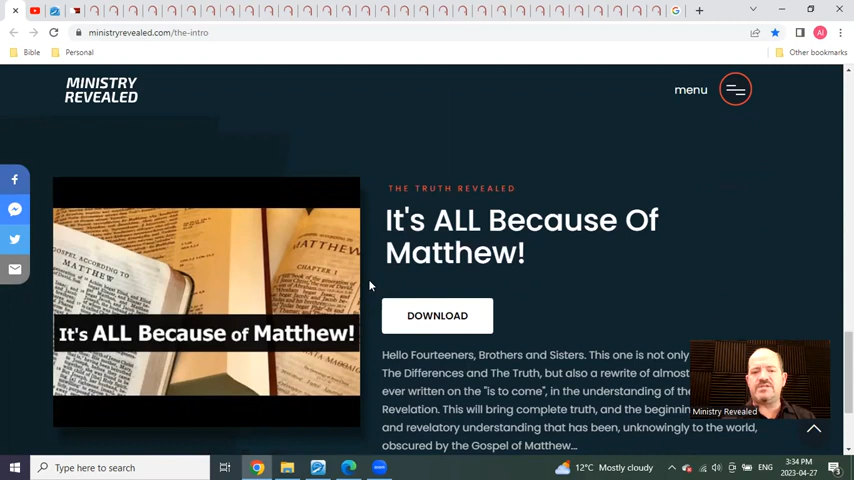 ministryrevealed.com/the-intro
Bible
Personal
Other bookmarks
MINISTRY
REVEALED
menu
THE TRUTH REVEALED
It's ALL Because Of
Matthew!
GOSPEL ACCORDING TO
MATTHEW
MATTHEW
CHAPTER 1
It's ALL Because of Matthew!
DOWNLOAD
Hello Fourteeners, Brothers and Sisters. This one is not only
The Differences and The Truth, but also a rewrite of almost
ever written on the "is to come", in the understanding of the
Revelation. This will bring complete truth, and the beginnin
and revelatory understanding that has been, unknowingly to the world,
obscured by the Gospel of Matthew...
Ministry Revealed
Type here to search
12°C Mostly cloudy
ENG
3:34 PM
2023-04-27